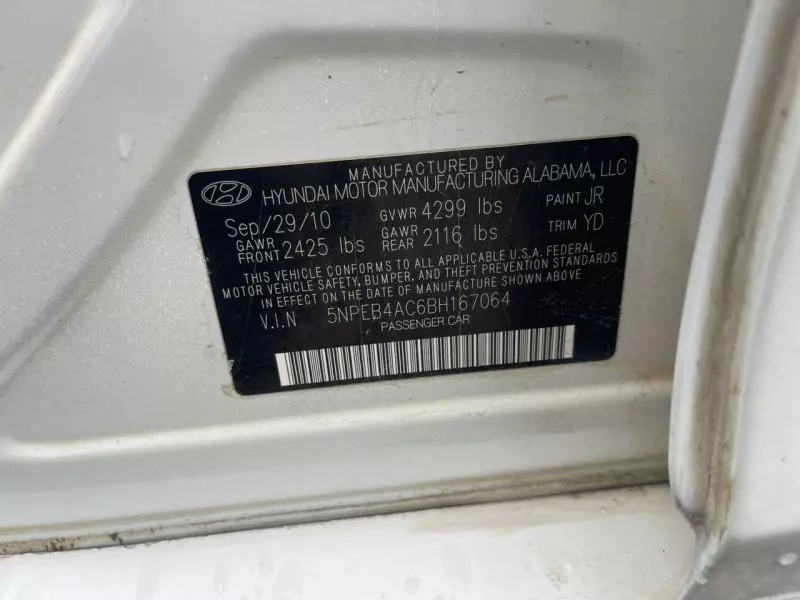 MANUFACTURED BY
HYUNDAI MOTOR MANUFACTURING ALABAMA, LLC
Sep/29/10 GVWR 4299 lbs PAINT JR
GAWR FRONT 2425 lbs GAWR REAR 2116 lbs TRIM YD
THIS VEHICLE CONFORMS TO ALL APPLICABLE U.S.A. FEDERAL
MOTOR VEHICLE SAFETY, BUMPER, AND THEFT PREVENTION STANDARDS
IN EFFECT ON THE DATE OF MANUFACTURE SHOWN ABOVE
V.I.N 5NPEB4AC6BH167064
PASSENGER CAR